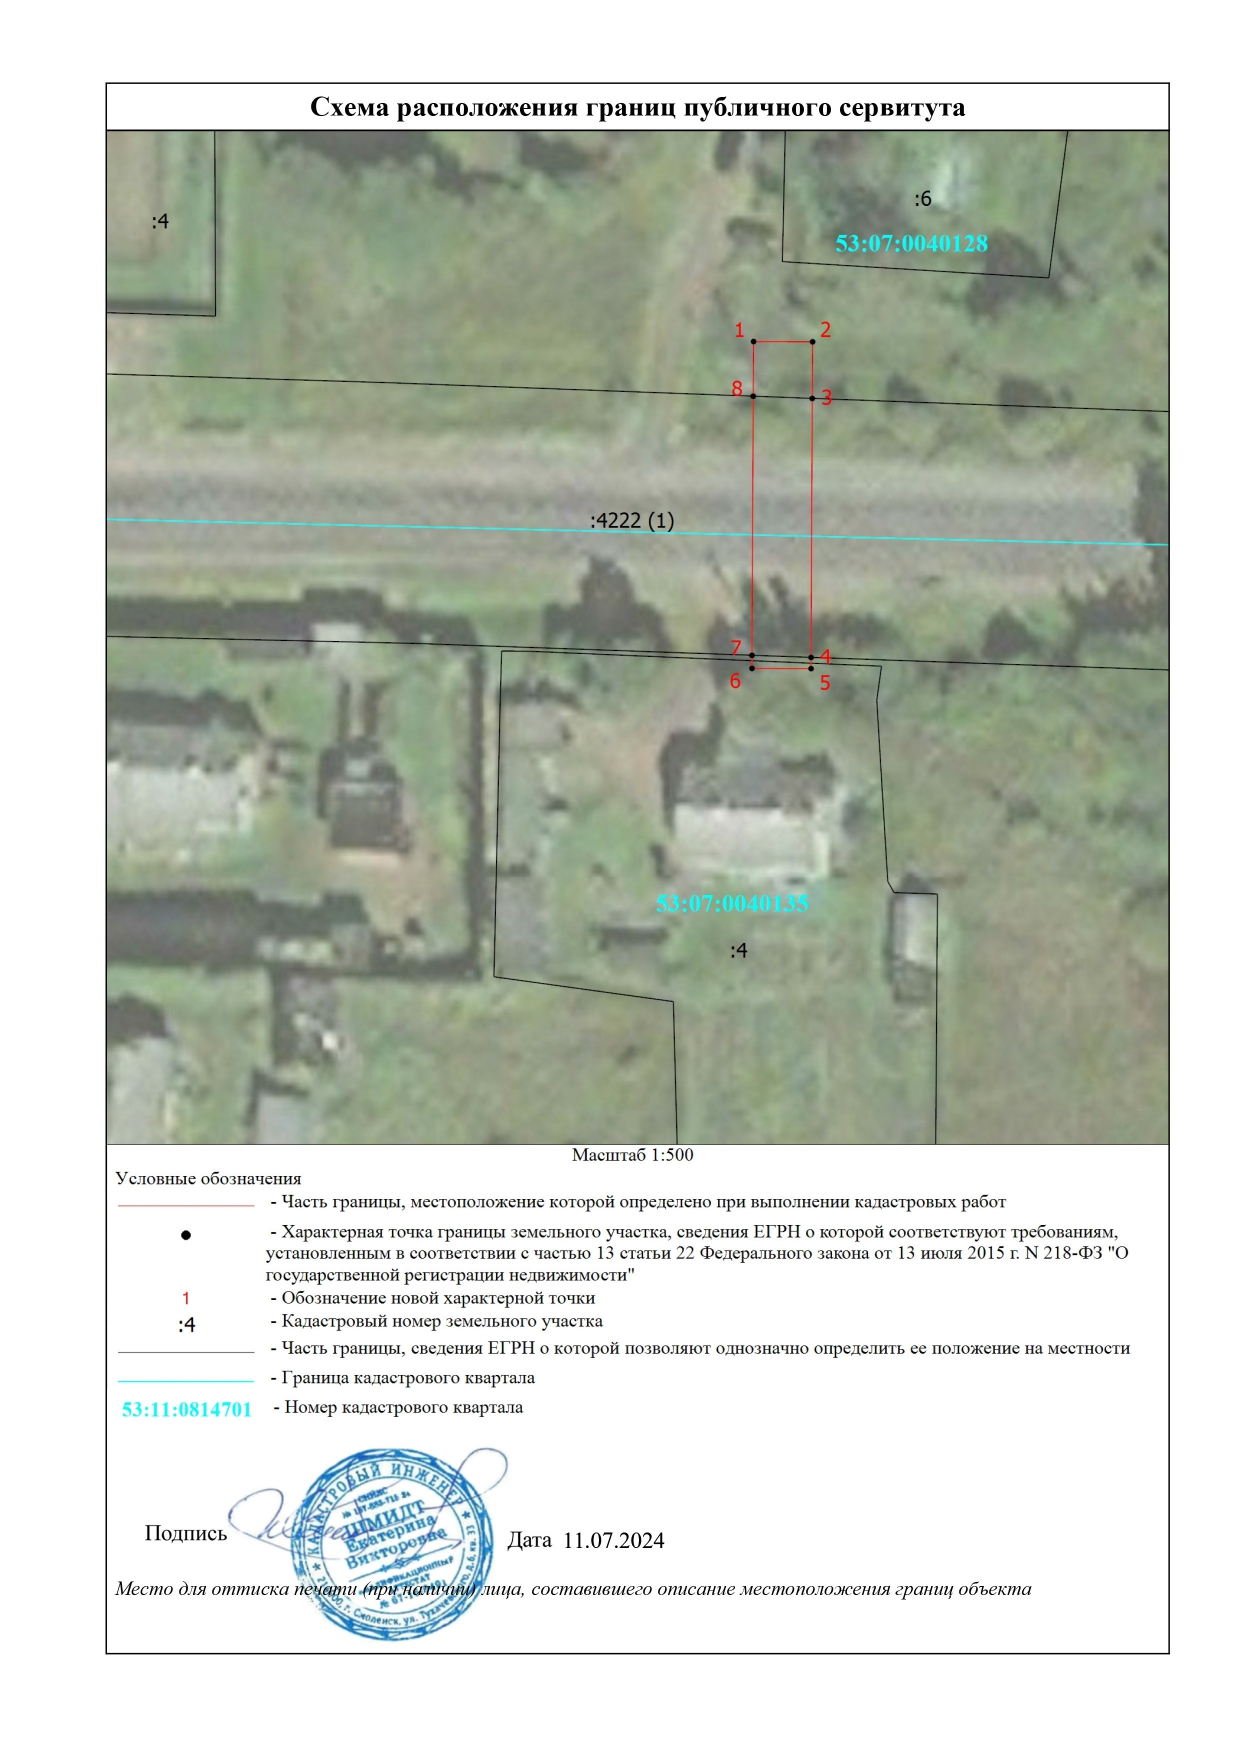 Схема расположения границ публичного сервитута
:4
:6
53:07:0040128
1
2
8
3
:4222 (1)
7
4
6
5
53:07:0040135
:4
Масштаб 1:500
Условные обозначения
- Часть границы, местоположение которой определено при выполнении кадастровых работ
- Характерная точка границы земельного участка, сведения ЕГРН о которой соответствуют требованиям,
установленным в соответствии с частью 13 статьи 22 Федерального закона от 13 июля 2015 г. N 218-ФЗ "О
государственной регистрации недвижимости"
1 - Обозначение новой характерной точки
:4 - Кадастровый номер земельного участка
- Часть границы, сведения ЕГРН о которой позволяют однозначно определить ее положение на местности
- Граница кадастрового квартала
53:11:0814701 - Номер кадастрового квартала
КАДАСТРОВЫЙ ИНЖЕНЕР
ШМИДТ
Екатерина
Викторовна
г. Смоленск, ул.
Подпись
Дата 11.07.2024
Место для оттиска печати (при наличии) лица, составившего описание местоположения границ объекта